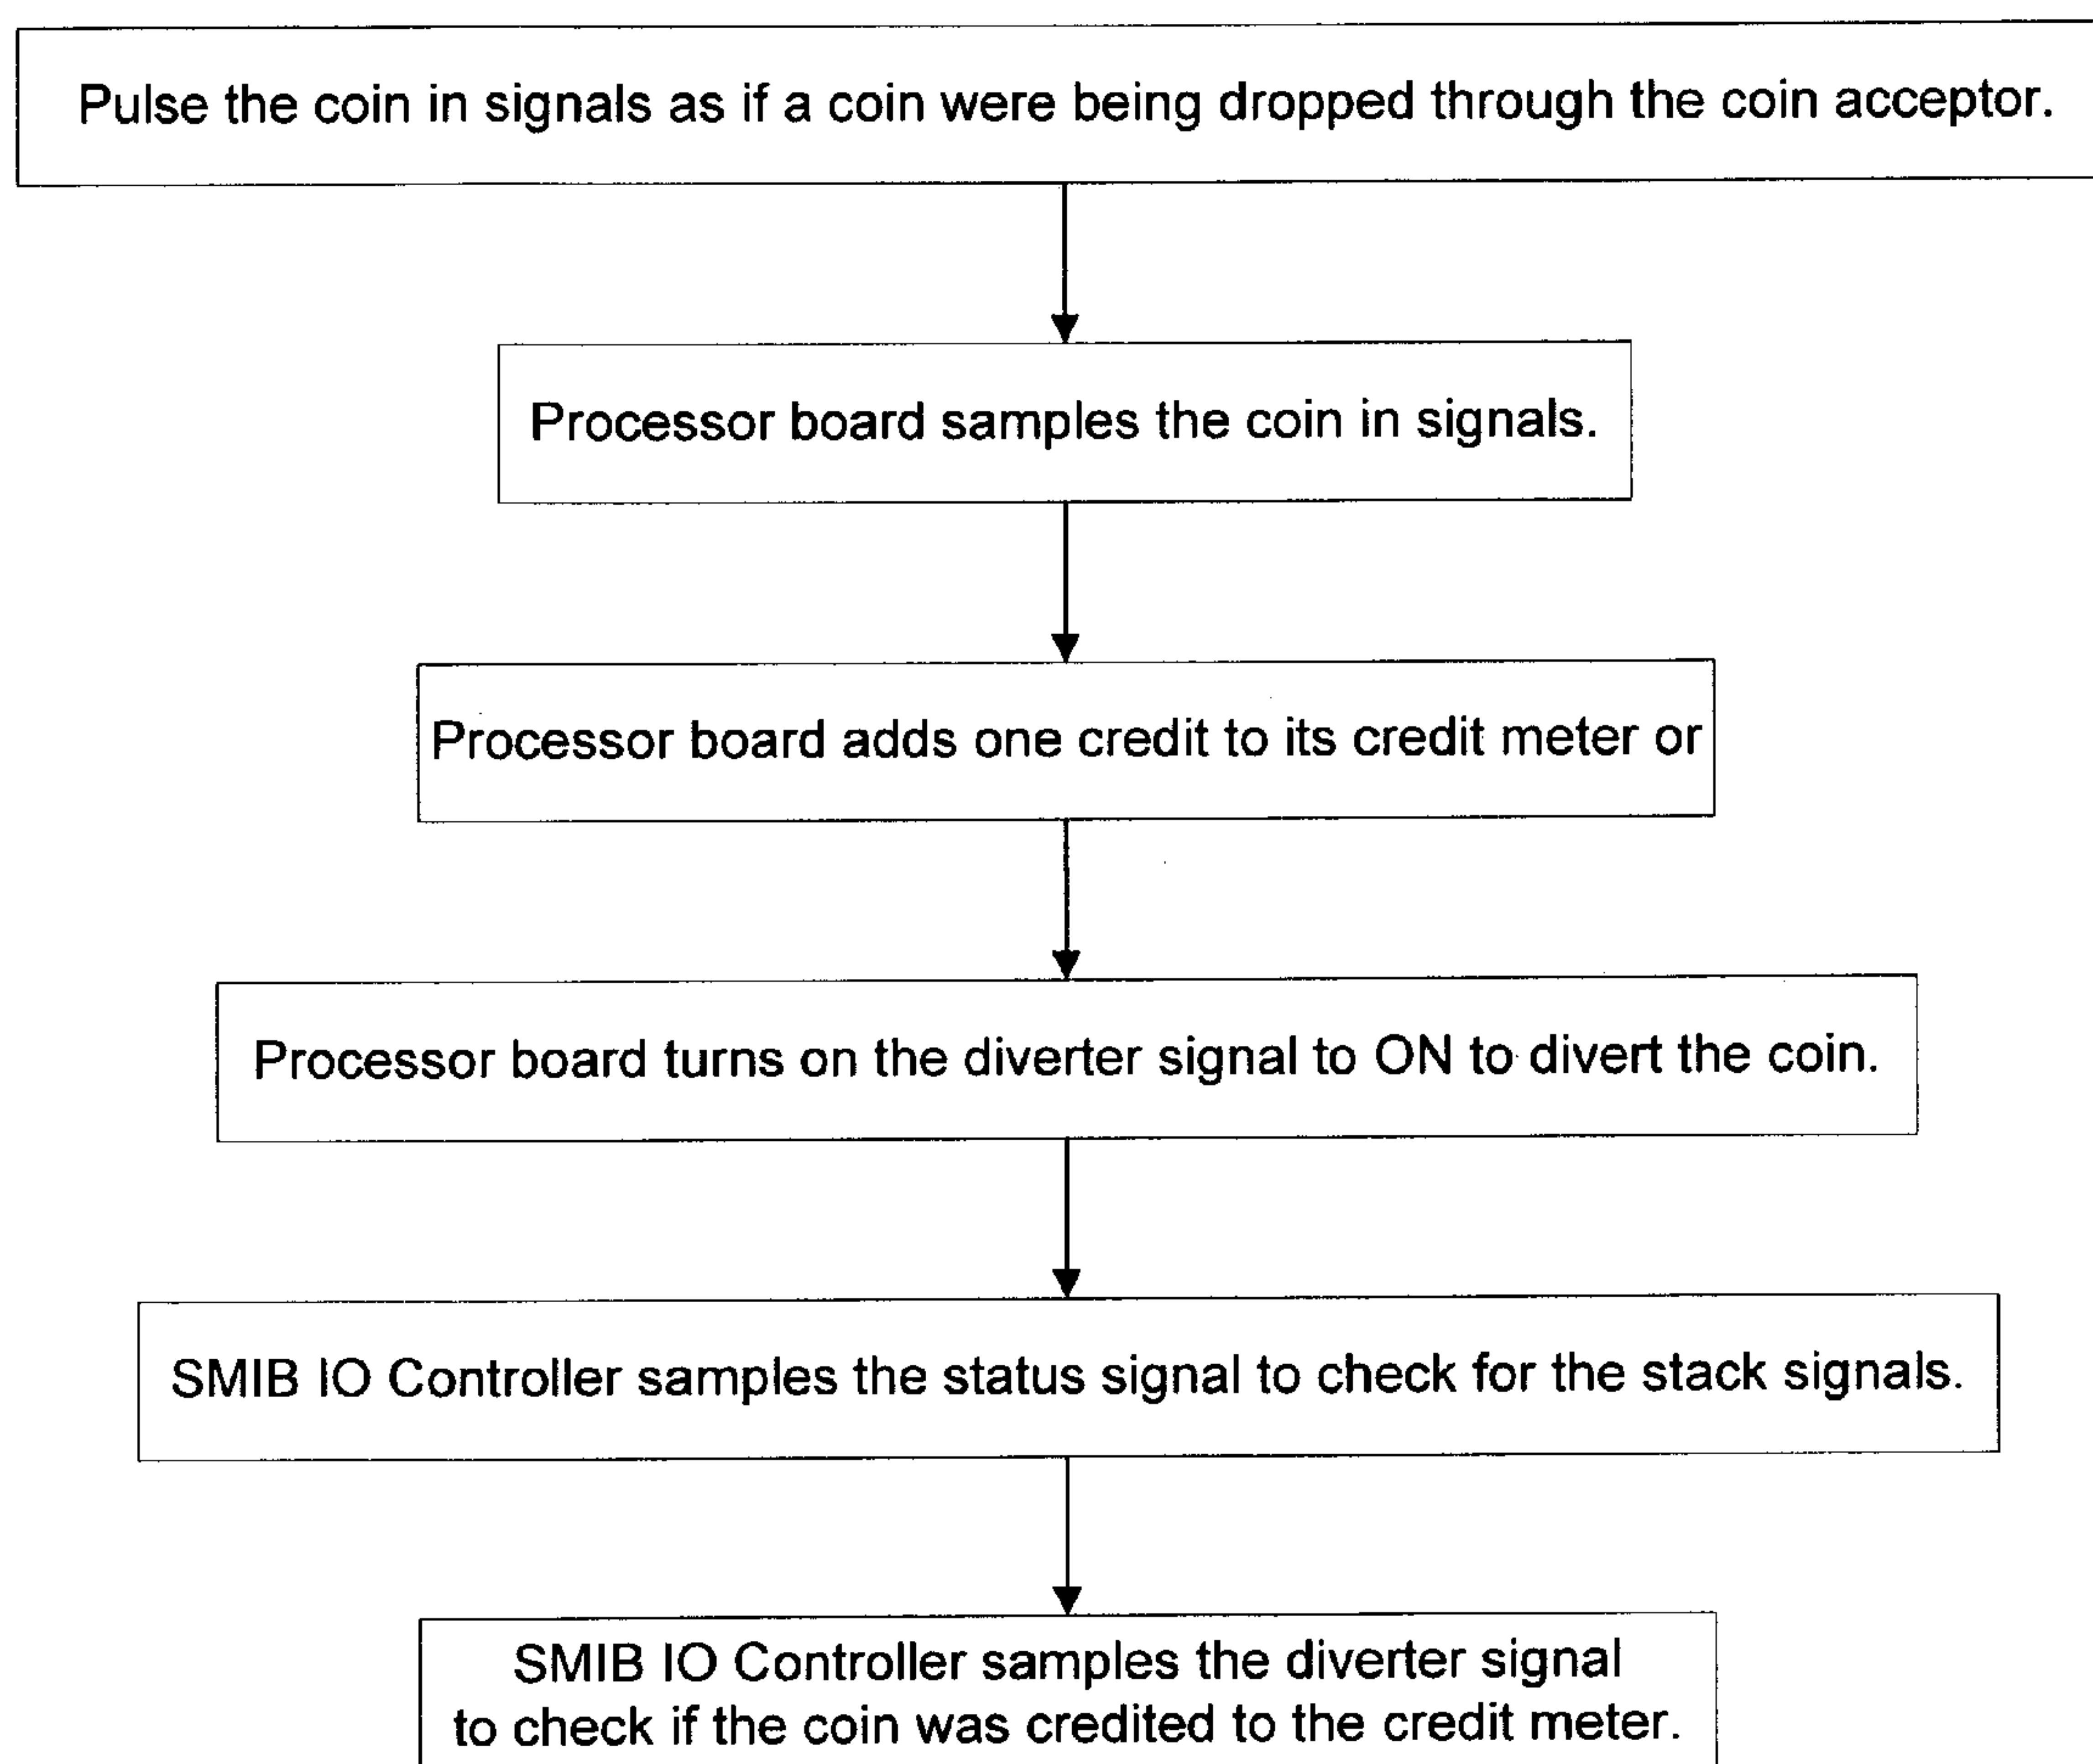 Pulse the coin in signals as if a coin were being dropped through the coin acceptor.
Processor board samples the coin in signals.
Processor board adds one credit to its credit meter or
Processor board turns on the diverter signal to ON to divert the coin.
SMIB IO Controller samples the status signal to check for the stack signals.
SMIB IO Controller samples the diverter signal
to check if the coin was credited to the credit meter.